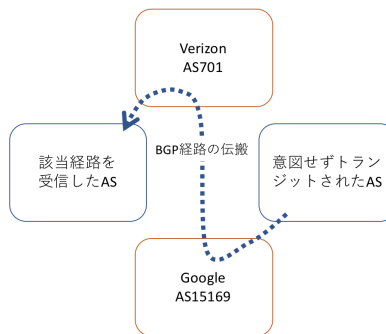 Verizon
AS701
該当経路を
受信したAS
BGP経路の伝搬
意図せずトラン
ジットされたAS
Google
AS15169